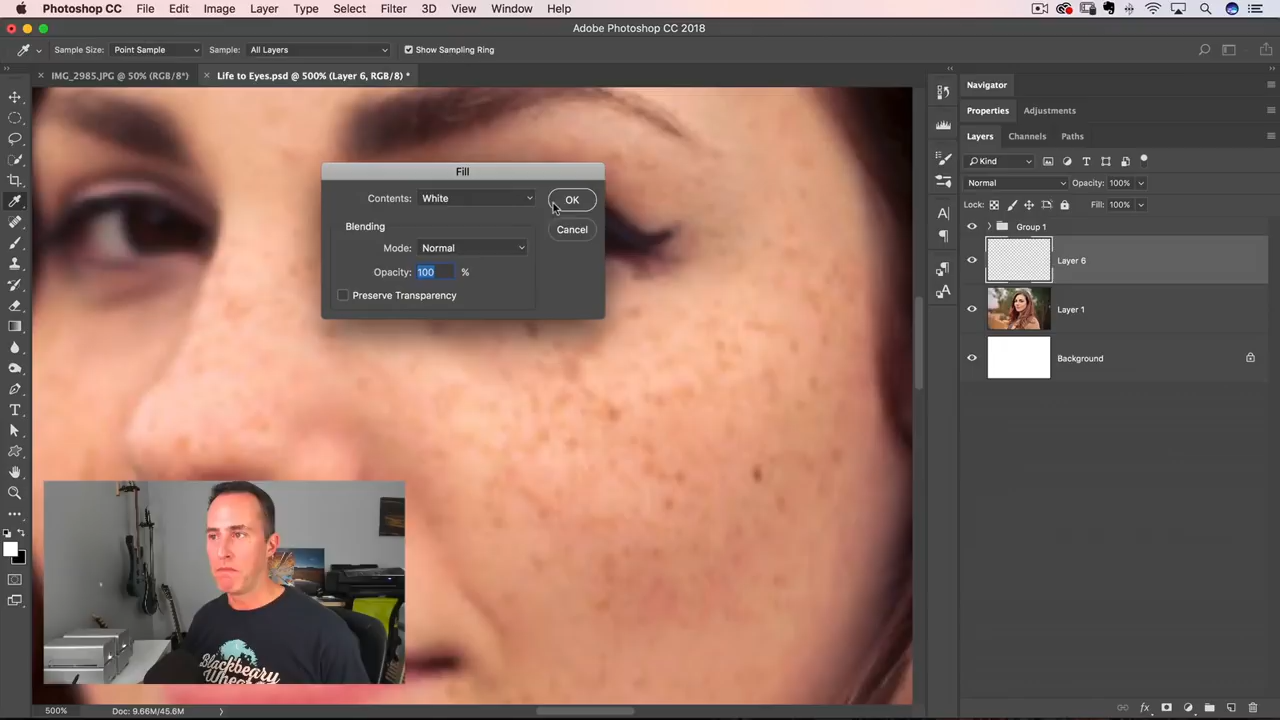 Photoshop CC File Edit Image Layer Type Select Filter 3D View Window Help
Adobe Photoshop CC 2018
Sample Size: Point Sample Sample: All Layers Show Sampling Ring
IMG_2985.JPG @ 50% (RGB/8*) Life to Eyes.psd @ 500% (Layer 6, RGB/8) *
Fill
Contents: White
OK
Blending
Cancel
Mode: Normal
Opacity: 100 %
Preserve Transparency
Navigator
Properties Adjustments
Layers Channels Paths
Kind
Normal Opacity: 100%
Lock: Fill: 100%
Group 1
Layer 6
Layer 1
Background
Blackbeary
500% Doc: 9.66M/45.6M